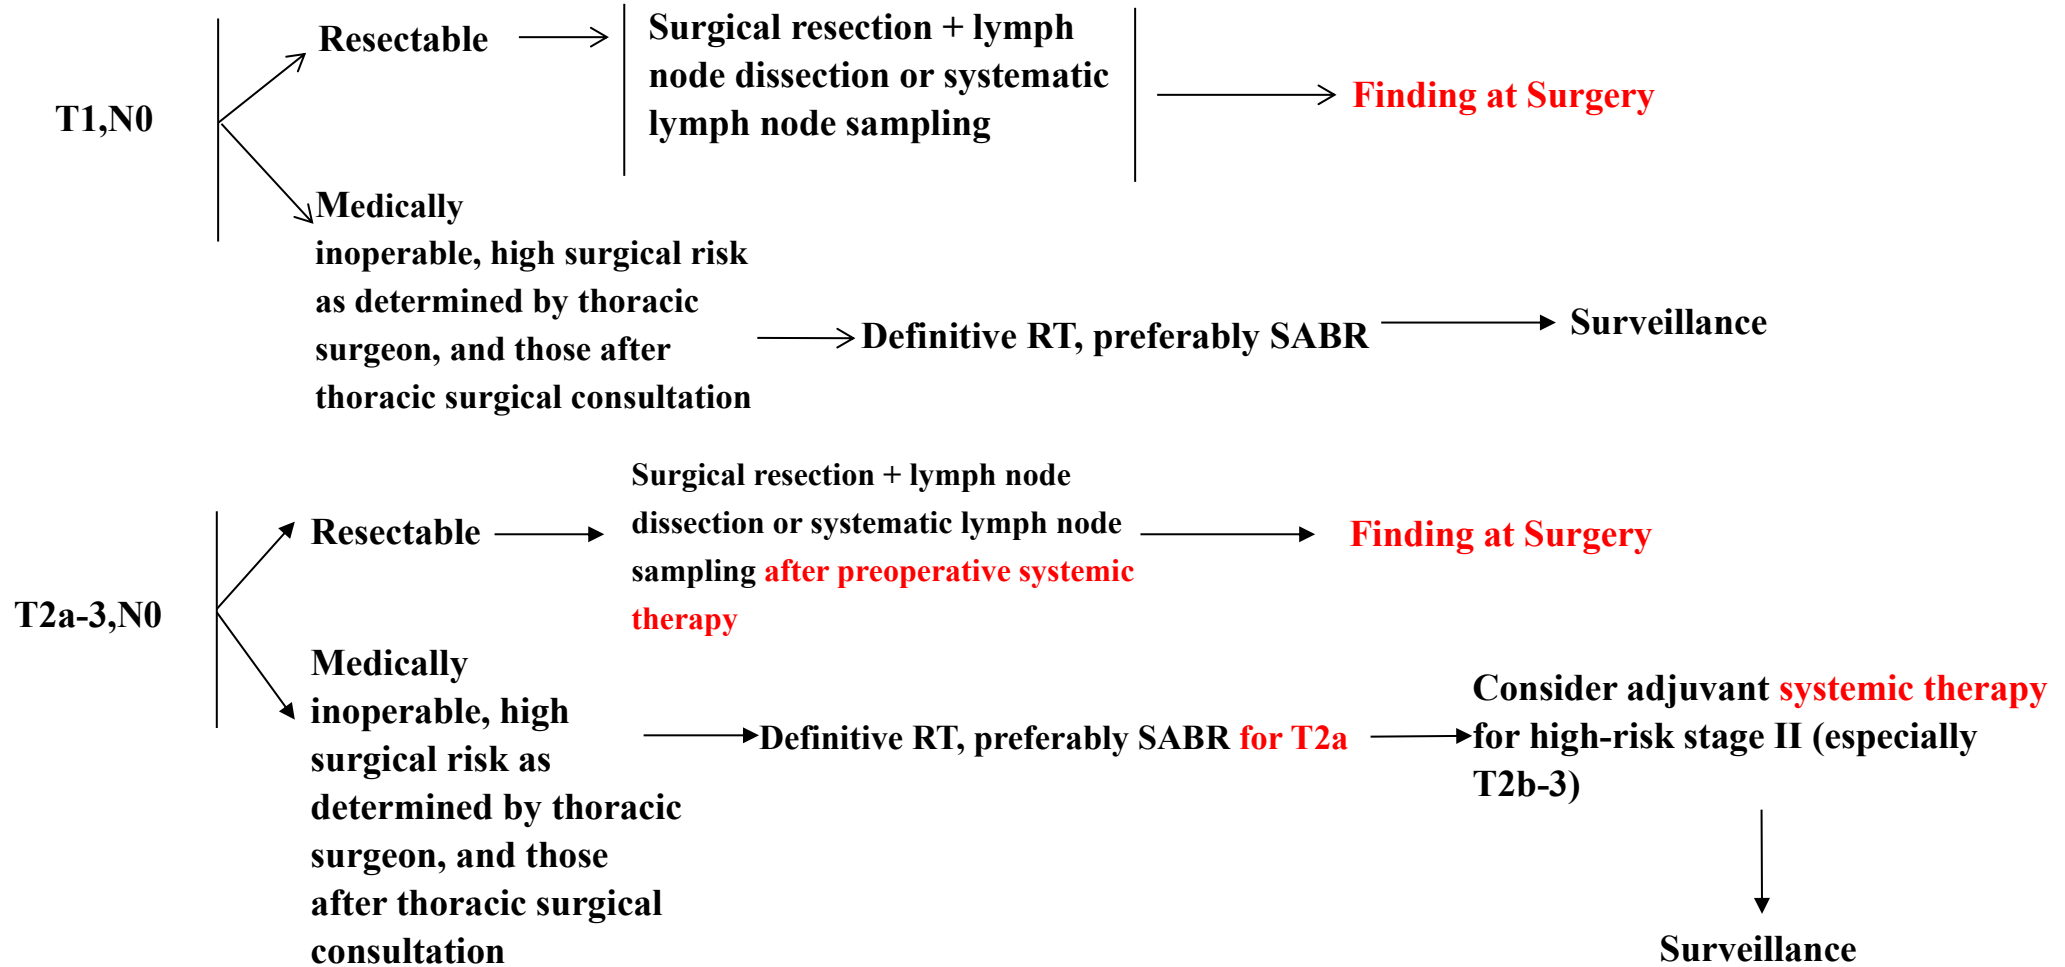 T1,N0
Resectable
Surgical resection + lymph
node dissection or systematic
lymph node sampling
Finding at Surgery
Medically
inoperable, high surgical risk
as determined by thoracic
surgeon, and those after
thoracic surgical consultation
Definitive RT, preferably SABR
Surveillance
T2a-3,N0
Resectable
Surgical resection + lymph node
dissection or systematic lymph node
sampling after preoperative systemic
therapy
Finding at Surgery
Medically
inoperable, high
surgical risk as
determined by thoracic
surgeon, and those
after thoracic surgical
consultation
Definitive RT, preferably SABR for T2a
Consider adjuvant systemic therapy
for high-risk stage II (especially
T2b-3)
Surveillance